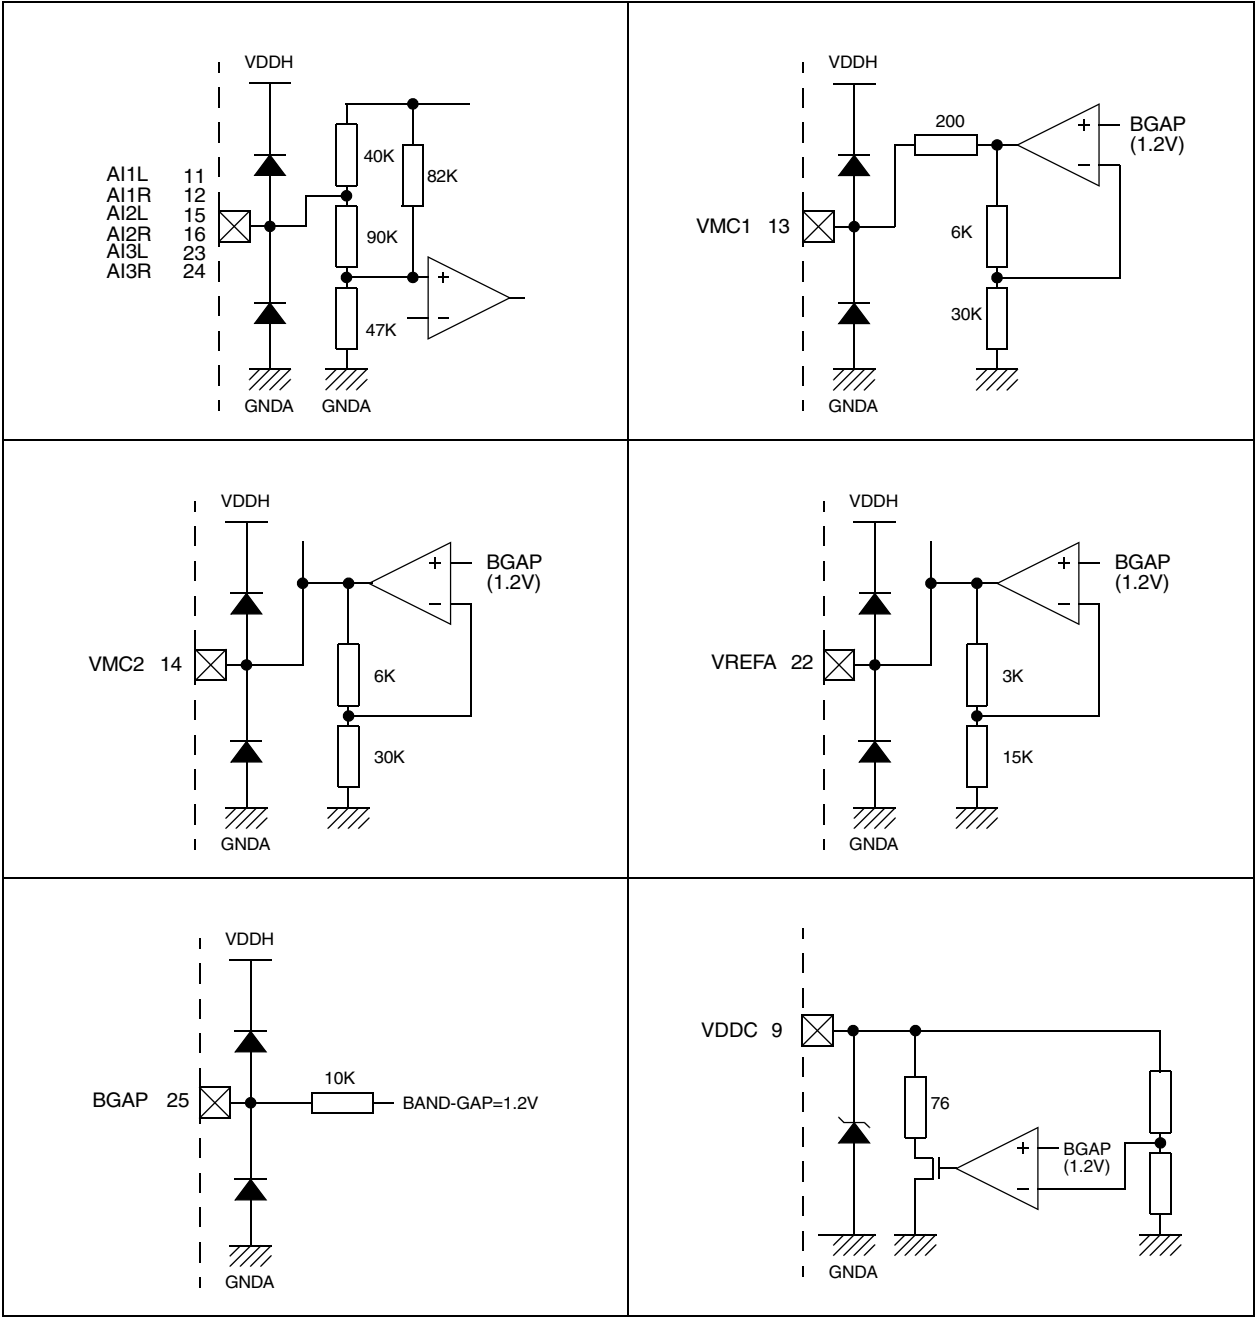 VDDH
40K
82K
AI1L 11
AI1R 12
AI2L 15
AI2R 16
AI3L 23
AI3R 24
90K
+
−
47K
GNDA GNDA
VDDH
200
+
−
BGAP
(1.2V)
VMC1 13
6K
30K
GNDA
VDDH
+
−
BGAP
(1.2V)
VMC2 14
6K
30K
GNDA
VDDH
+
−
BGAP
(1.2V)
VREFA 22
3K
15K
GNDA
VDDH
10K
BGAP 25
BAND-GAP=1.2V
GNDA
VDDC 9
76
+
−
BGAP
(1.2V)
GNDA